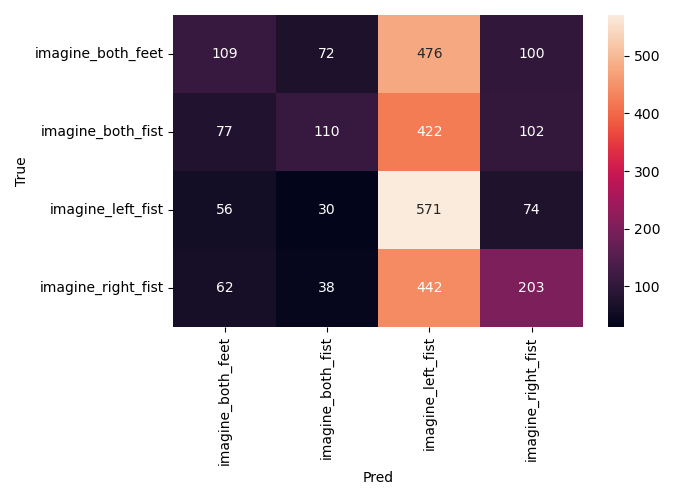 imagine_both_feet 109 72 476 100
imagine_both_fist 77 110 422 102
imagine_left_fist 56 30 571 74
imagine_right_fist 62 38 442 203
True
imagine_both_feet
imagine_both_fist
imagine_left_fist
imagine_right_fist
Pred
500
400
300
200
100